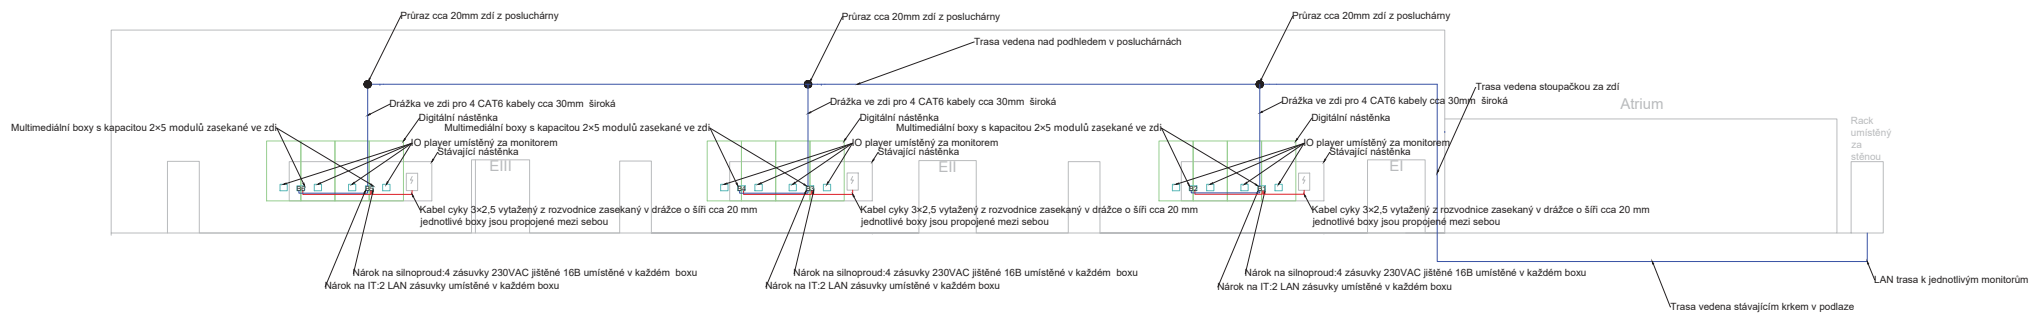 Průraz cca 20mm zdí z posluchárny
Průraz cca 20mm zdí z posluchárny
Průraz cca 20mm zdí z posluchárny
Trasa vedena nad podhledem v posluchárnách
Trasa vedena stoupačkou za zdí
Atrium
Rack
umístěný
za
stěnou
Drážka ve zdi pro 4 CAT6 kabely cca 30mm široká
Digitální nástěnka
Multimediální boxy s kapacitou 2×5 modulů zasekané ve zdi
IO player umístěný za monitorem
Stávající nástěnka
EIII
B6
B5
Kabel cyky 3×2,5 vytažený z rozvodnice zasekaný v drážce o šíři cca 20 mm
jednotlivé boxy jsou propojené mezi sebou
Nárok na silnoproud:4 zásuvky 230VAC jištěné 16B umístěné v každém boxu
Nárok na IT:2 LAN zásuvky umístěné v každém boxu
Drážka ve zdi pro 4 CAT6 kabely cca 30mm široká
Digitální nástěnka
Multimediální boxy s kapacitou 2×5 modulů zasekané ve zdi
IO player umístěný za monitorem
Stávající nástěnka
EII
B4
B3
Kabel cyky 3×2,5 vytažený z rozvodnice zasekaný v drážce o šíři cca 20 mm
jednotlivé boxy jsou propojené mezi sebou
Nárok na silnoproud:4 zásuvky 230VAC jištěné 16B umístěné v každém boxu
Nárok na IT:2 LAN zásuvky umístěné v každém boxu
Drážka ve zdi pro 4 CAT6 kabely cca 30mm široká
Digitální nástěnka
Multimediální boxy s kapacitou 2×5 modulů zasekané ve zdi
IO player umístěný za monitorem
Stávající nástěnka
EI
B2
B1
Kabel cyky 3×2,5 vytažený z rozvodnice zasekaný v drážce o šíři cca 20 mm
jednotlivé boxy jsou propojené mezi sebou
Nárok na silnoproud:4 zásuvky 230VAC jištěné 16B umístěné v každém boxu
Nárok na IT:2 LAN zásuvky umístěné v každém boxu
LAN trasa k jednotlivým monitorům
Trasa vedena stávajícím krkem v podlaze